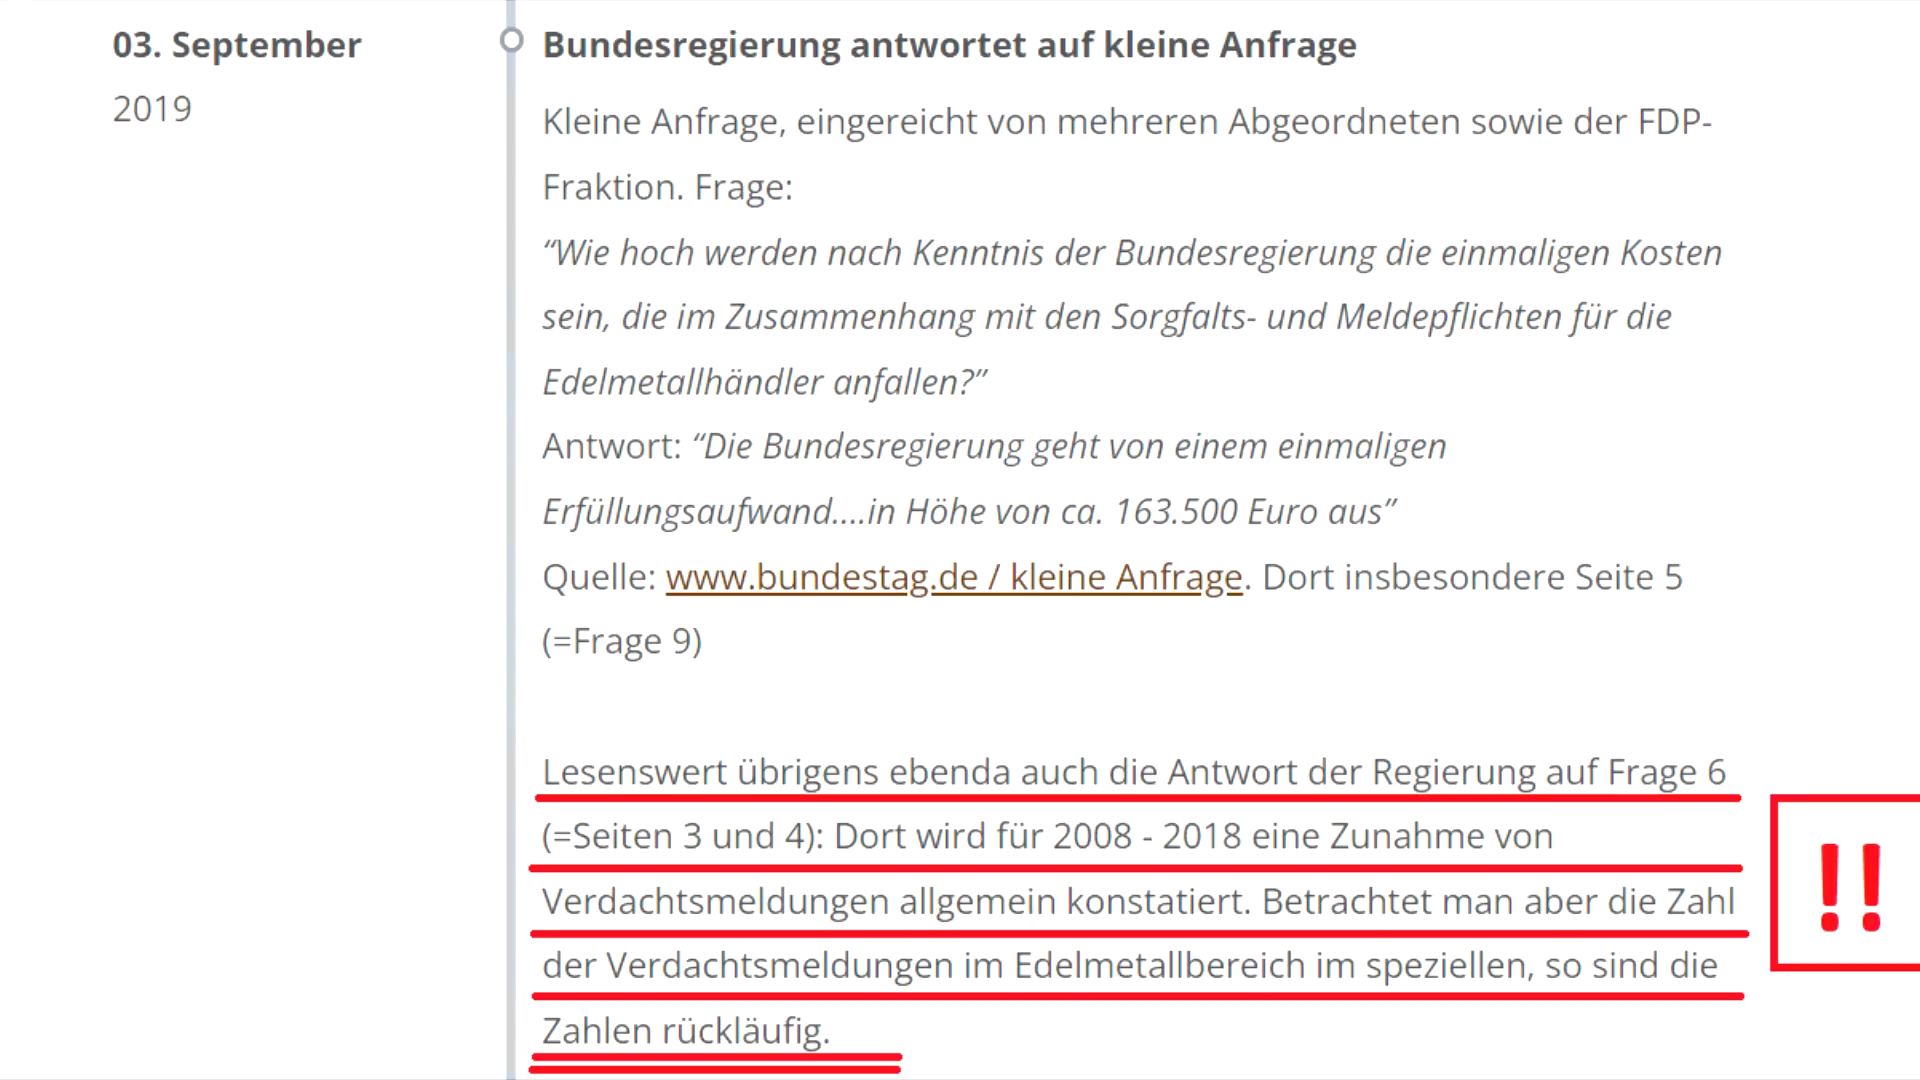 03. September
2019
Bundesregierung antwortet auf kleine Anfrage
Kleine Anfrage, eingereicht von mehreren Abgeordneten sowie der FDP-
Fraktion. Frage:
“Wie hoch werden nach Kenntnis der Bundesregierung die einmaligen Kosten
sein, die im Zusammenhang mit den Sorgfalts- und Meldepflichten für die
Edelmetallhändler anfallen?”
Antwort: “Die Bundesregierung geht von einem einmaligen
Erfüllungsaufwand....in Höhe von ca. 163.500 Euro aus”
Quelle: www.bundestag.de / kleine Anfrage. Dort insbesondere Seite 5
(=Frage 9)
Lesenswert übrigens ebenda auch die Antwort der Regierung auf Frage 6
(=Seiten 3 und 4): Dort wird für 2008 - 2018 eine Zunahme von
Verdachtsmeldungen allgemein konstatiert. Betrachtet man aber die Zahl
der Verdachtsmeldungen im Edelmetallbereich im speziellen, so sind die
Zahlen rückläufig.
!!